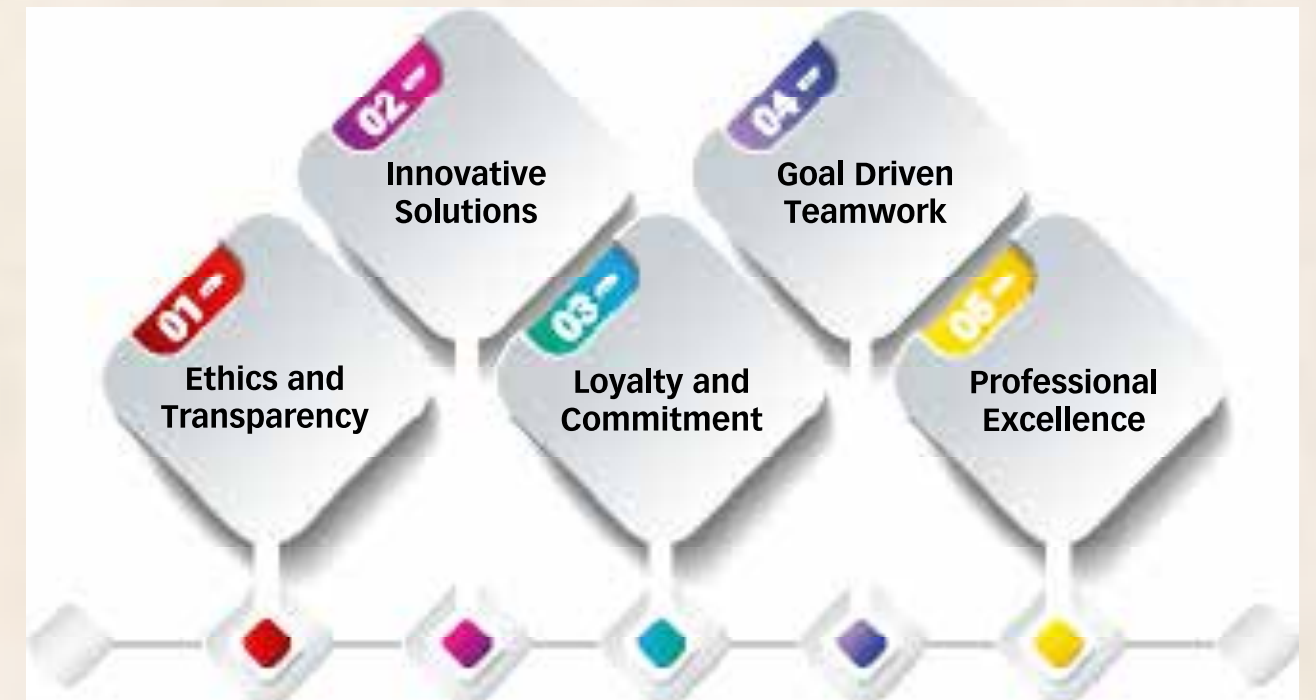 01
Ethics and
Transparency
02
Innovative
Solutions
03
Loyalty and
Commitment
04
Goal Driven
Teamwork
05
Professional
Excellence